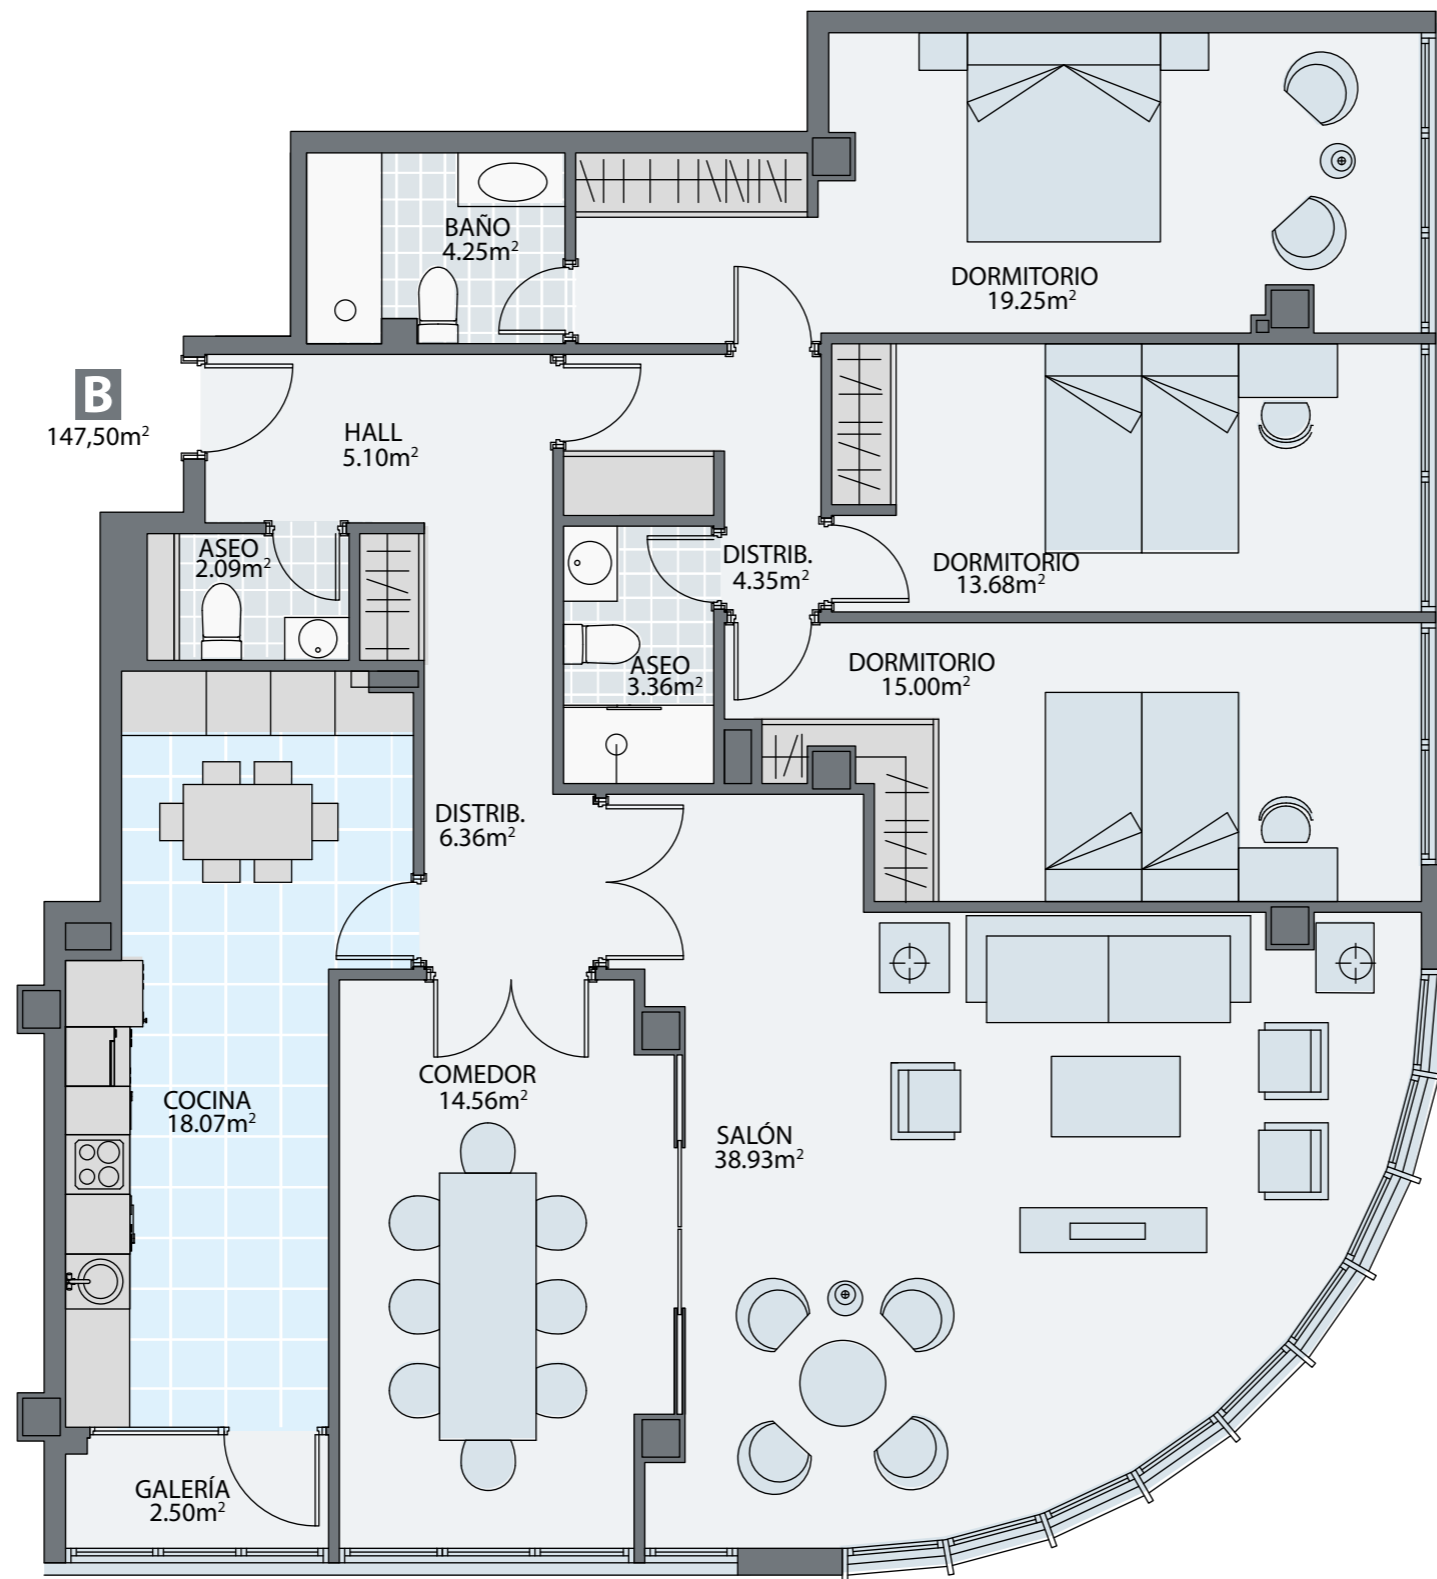 BAÑO
4.25m²
DORMITORIO
19.25m²
B
147,50m²
HALL
5.10m²
ASEO
2.09m²
DISTRIB.
4.35m²
DORMITORIO
13.68m²
ASEO
3.36m²
DORMITORIO
15.00m²
DISTRIB.
6.36m²
COCINA
18.07m²
COMEDOR
14.56m²
SALÓN
38.93m²
GALERÍA
2.50m²